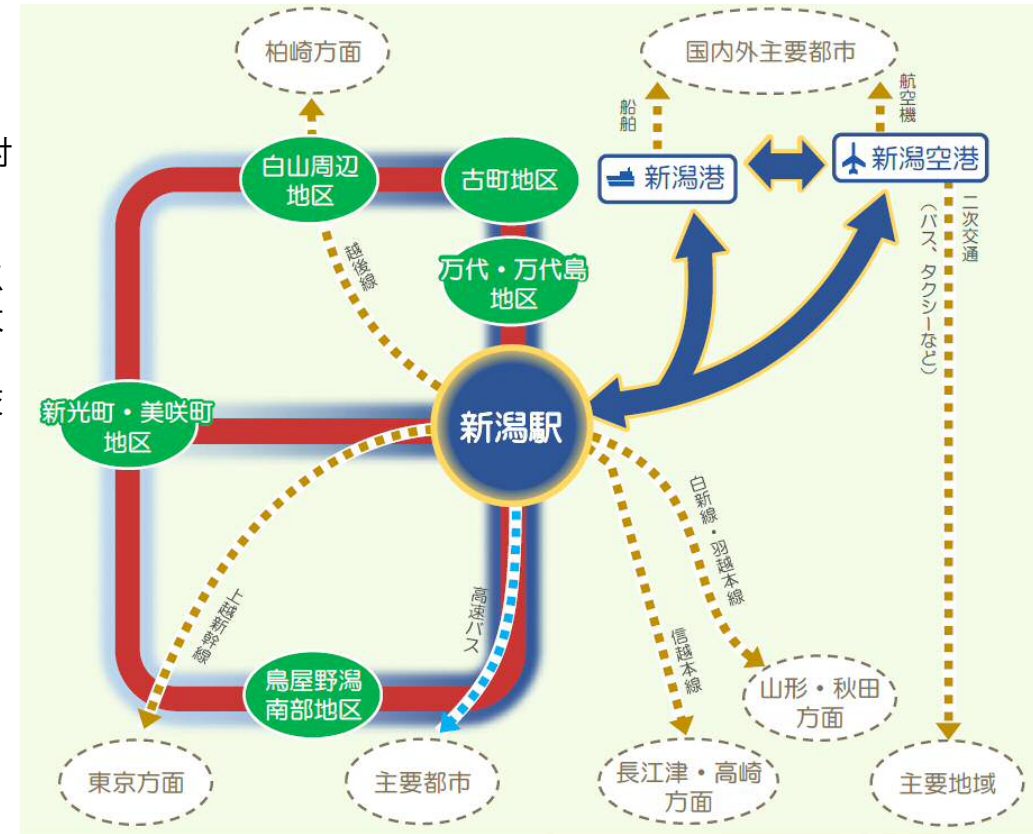 柏崎方面
国内外主要都市
船舶
航空機
白山周辺
地区
古町地区
新潟港
新潟空港
二次交通
(バス、タクシーなど)
越後線
万代・万代島
地区
新光町・美咲町
地区
新潟駅
白新線・羽越本線
上越新幹線
高速バス
信越本線
鳥屋野潟
南部地区
山形・秋田
方面
東京方面
主要都市
長江津・高崎
方面
主要地域